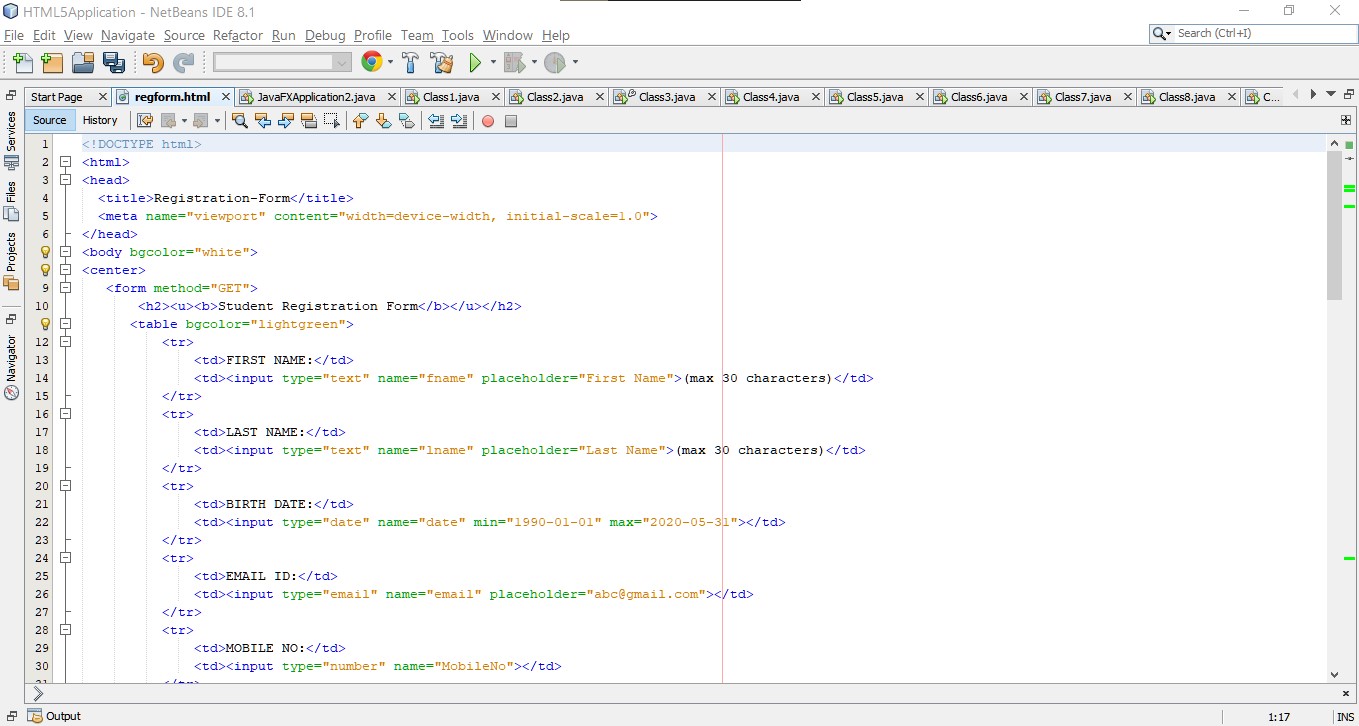 HTML5Application - NetBeans IDE 8.1
File Edit View Navigate Source Refactor Run Debug Profile Team Tools Window Help
Search (Ctrl+I)
Start Page regform.html JavaFXApplication2.java Class1.java Class2.java Class3.java Class4.java Class5.java Class6.java Class7.java Class8.java C...
Source History
Services
Files
Projects
Navigator
1 <!DOCTYPE html>
2 <html>
3 <head>
4 <title>Registration-Form</title>
5 <meta name="viewport" content="width=device-width, initial-scale=1.0">
6 </head>
<body bgcolor="white">
<center>
9 <form method="GET">
10 <h2><u><b>Student Registration Form</b></u></h2>
<table bgcolor="lightgreen">
12 <tr>
13 <td>FIRST NAME:</td>
14 <td><input type="text" name="fname" placeholder="First Name">(max 30 characters)</td>
15 </tr>
16 <tr>
17 <td>LAST NAME:</td>
18 <td><input type="text" name="lname" placeholder="Last Name">(max 30 characters)</td>
19 </tr>
20 <tr>
21 <td>BIRTH DATE:</td>
22 <td><input type="date" name="date" min="1990-01-01" max="2020-05-31"></td>
23 </tr>
24 <tr>
25 <td>EMAIL ID:</td>
26 <td><input type="email" name="email" placeholder="abc@gmail.com"></td>
27 </tr>
28 <tr>
29 <td>MOBILE NO:</td>
30 <td><input type="number" name="MobileNo"></td>
31 </tr>
Output
1:17 INS